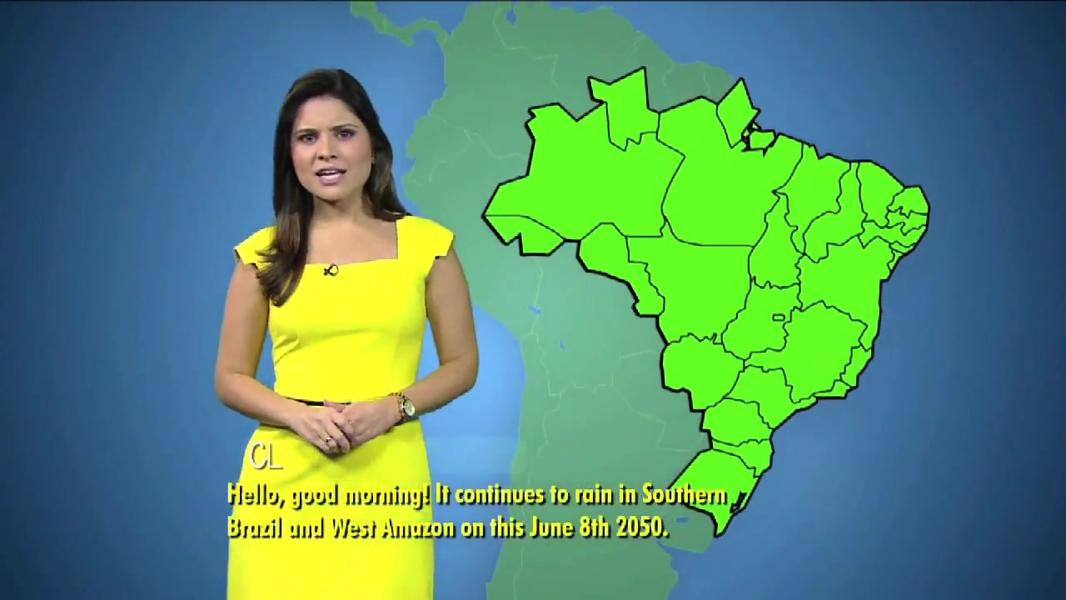 CL
Hello, good morning! It continues to rain in Southern
Brazil and West Amazon on this June 8th 2050.